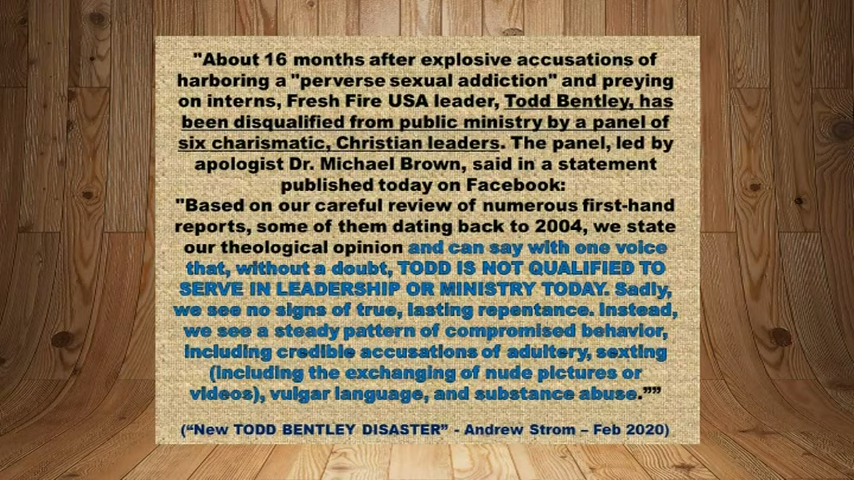 "About 16 months after explosive accusations of
harboring a "perverse sexual addiction" and preying
on interns, Fresh Fire USA leader, Todd Bentley, has
been disqualified from public ministry by a panel of
six charismatic, Christian leaders. The panel, led by
apologist Dr. Michael Brown, said in a statement
published today on Facebook:
"Based on our careful review of numerous first-hand
reports, some of them dating back to 2004, we state
our theological opinion and can say with one voice
that, without a doubt, TODD IS NOT QUALIFIED TO
SERVE IN LEADERSHIP OR MINISTRY TODAY. Sadly,
we see no signs of true, lasting repentance. Instead,
we see a steady pattern of compromised behavior,
including credible accusations of adultery, sexting
(including the exchanging of nude pictures or
videos), vulgar language, and substance abuse.””
(“New TODD BENTLEY DISASTER” - Andrew Strom – Feb 2020)